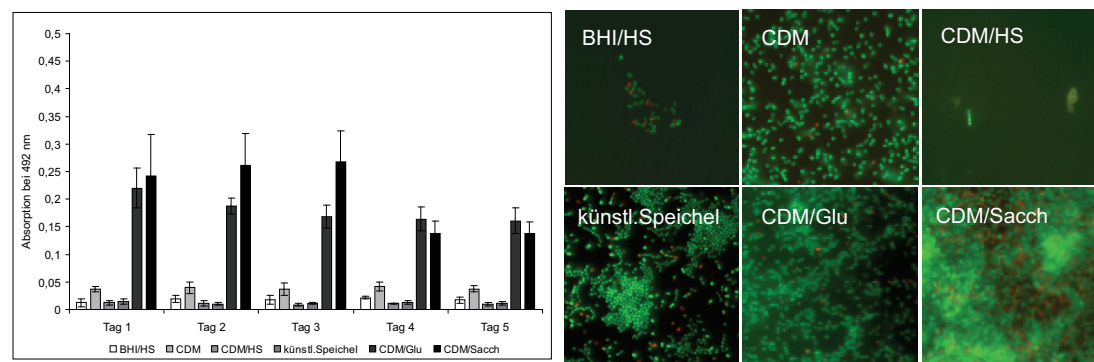 0,5
0,45
0,4
0,35
0,3
0,25
0,2
0,15
0,1
0,05
0
Absorption bei 492 nm
Tag 1 Tag 2 Tag 3 Tag 4 Tag 5
BHI/HS CDM CDM/HS künstl.Speichel CDM/Glu CDM/Sacch
BHI/HS CDM CDM/HS
künstl.Speichel CDM/Glu CDM/Sacch